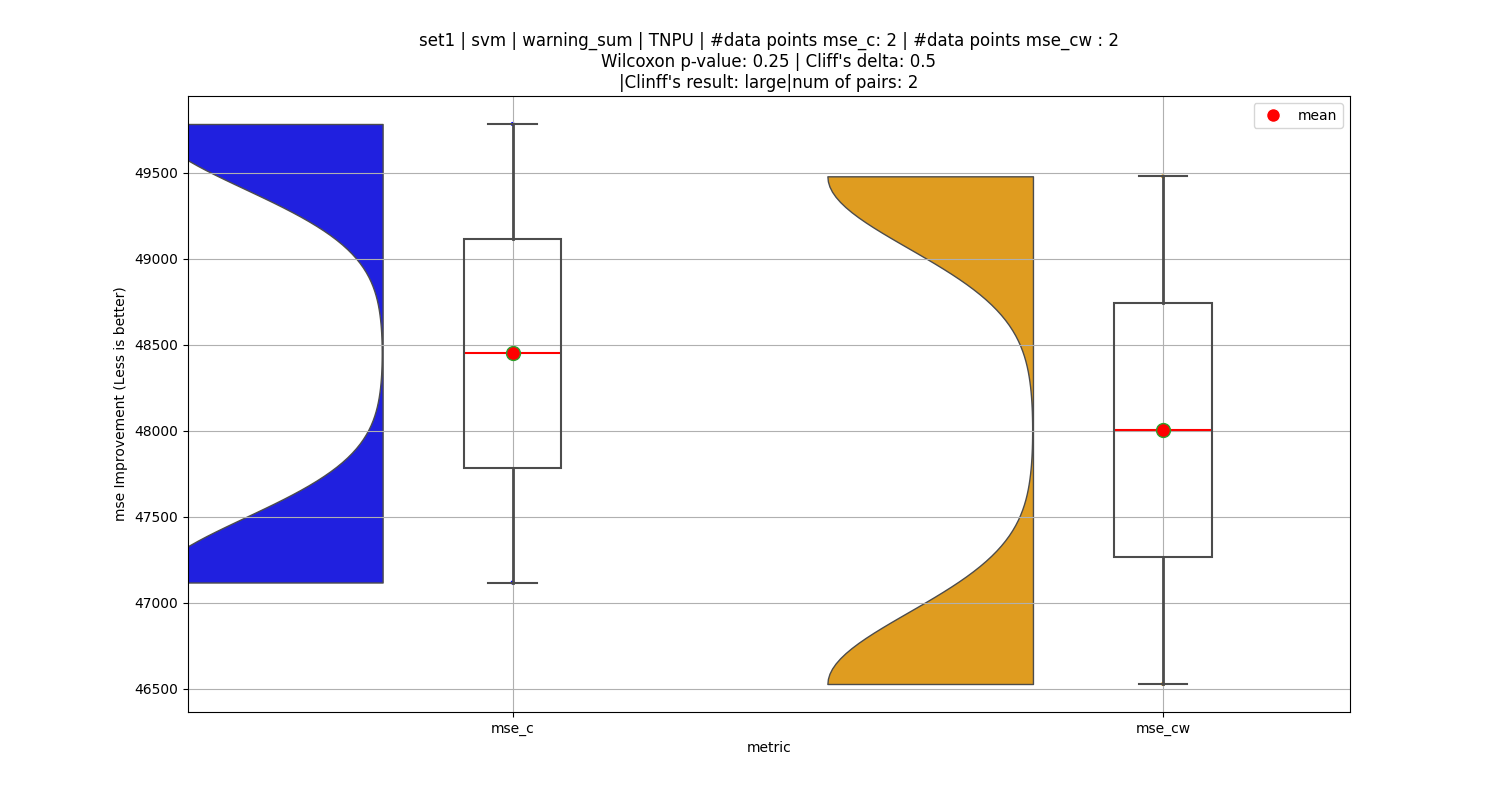 set1 | svm | warning_sum | TNPU | #data points mse_c: 2 | #data points mse_cw : 2
Wilcoxon p-value: 0.25 | Cliff's delta: 0.5
|Clinff's result: large|num of pairs: 2
mean
mse Improvement (Less is better)
49500
49000
48500
48000
47500
47000
46500
mse_c
mse_cw
metric